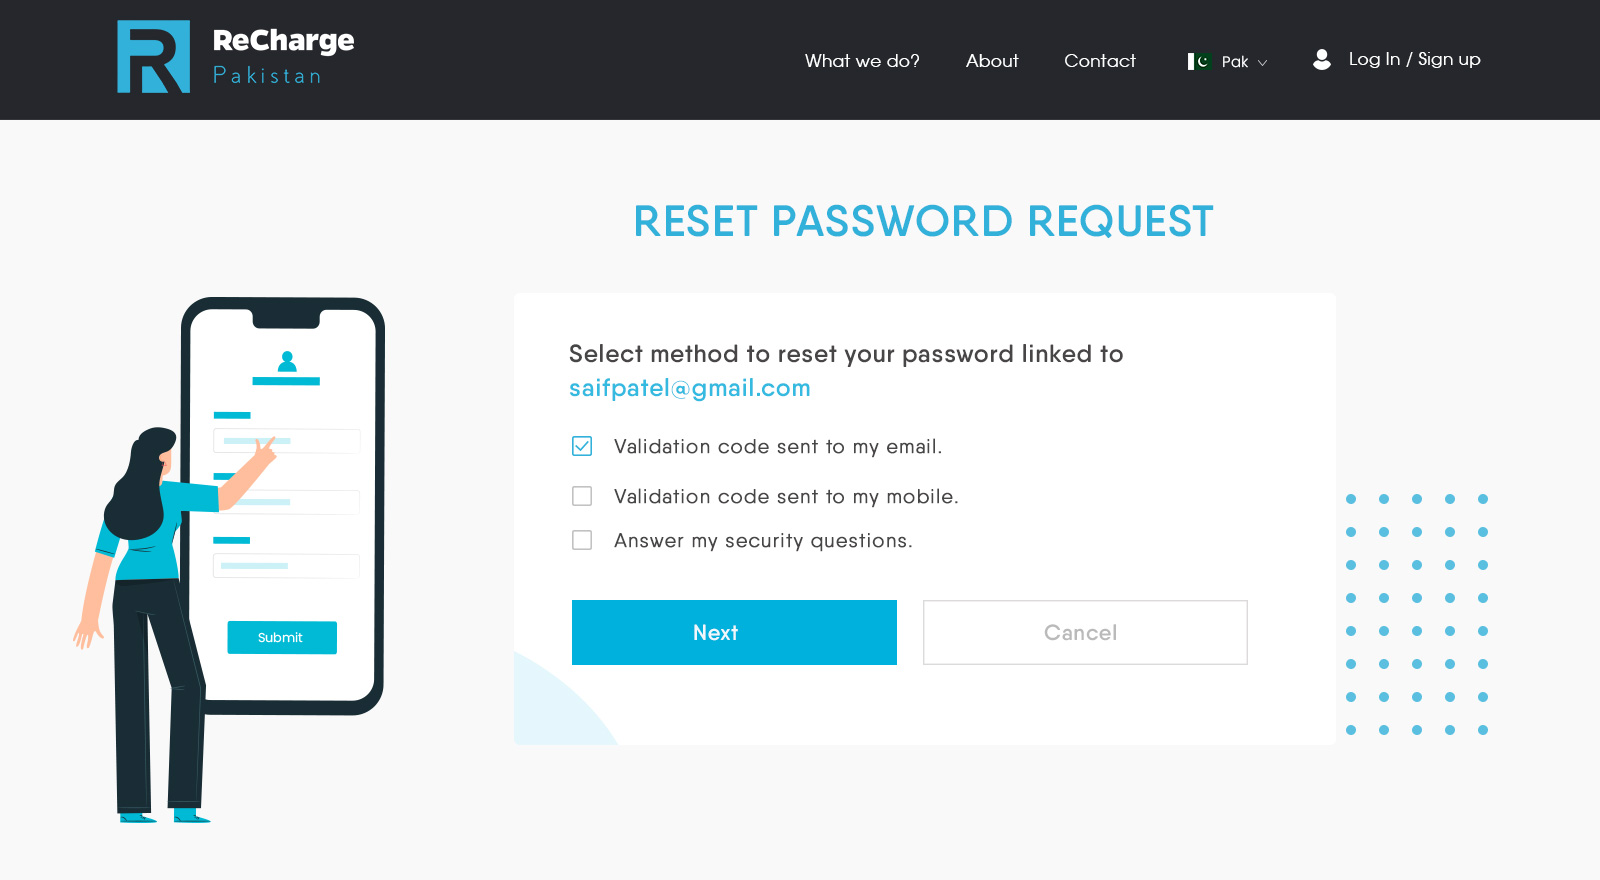 ReCharge
Pakistan
What we do?
About
Contact
Pak
Log In / Sign up
RESET PASSWORD REQUEST
Select method to reset your password linked to
saifpatel@gmail.com
Validation code sent to my email.
Validation code sent to my mobile.
Answer my security questions.
Next
Cancel
Submit